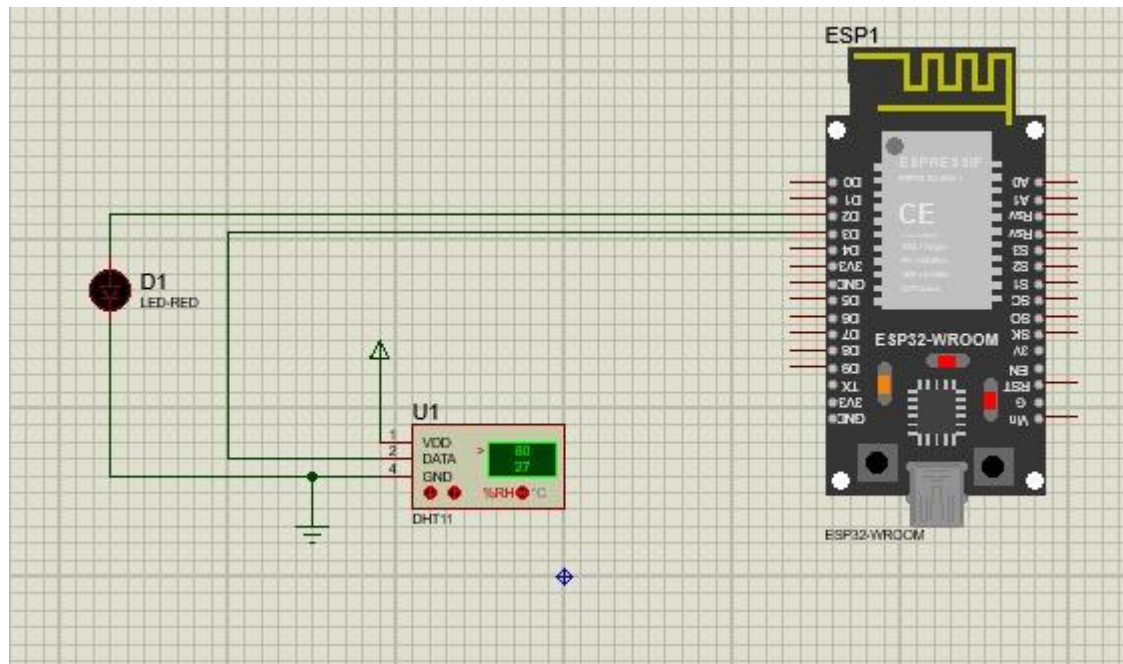 ESP1
ESPRESSIF
CE
D0
D1
D2
D3
D4
3V3
GND
D5
D6
D7
D8
D9
TX
3V3
GND
A0
A1
Rsv
Rsv
S3
S2
S1
SC
SO
SK
3V
EN
RST
G
Vin
ESP32-WROOM
D1
LED-RED
U1
1
VDD
2
DATA
4
GND
>
80
27
%RH
°C
DHT11
ESP32-WROOM